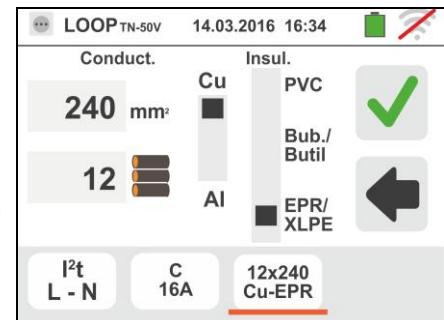 LOOP TN-50V 14.03.2016 16:34
Conduct. Insul.
Cu PVC
240 mm²
Bub./
Butil
12
Al EPR/
XLPE
I²t C 12x240
L - N 16A Cu-EPR